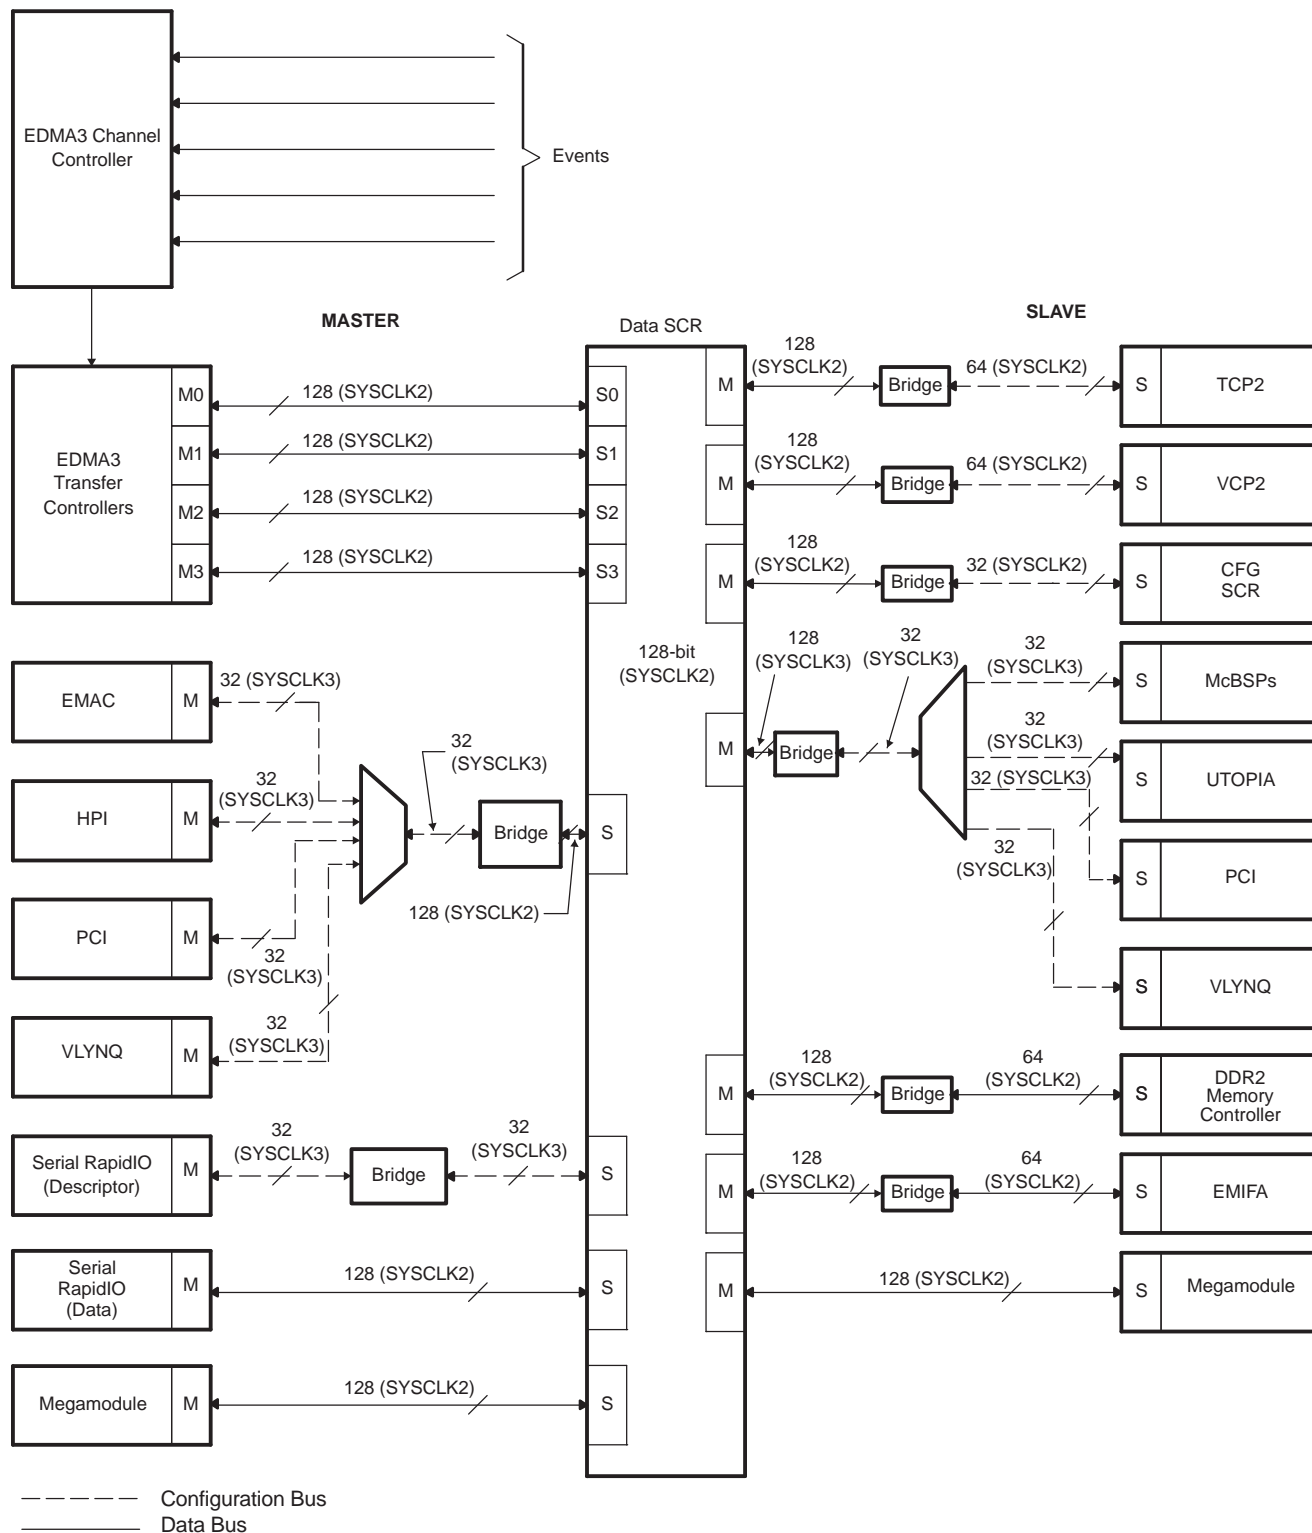 EDMA3 Channel
Controller
Events
MASTER
Data SCR
SLAVE
EDMA3
Transfer
Controllers
M0
128 (SYSCLK2)
S0
M1
128 (SYSCLK2)
S1
M2
128 (SYSCLK2)
S2
M3
128 (SYSCLK2)
S3
128-bit
(SYSCLK2)
M
128
(SYSCLK2)
Bridge
64 (SYSCLK2)
S
TCP2
M
128
(SYSCLK2)
Bridge
64 (SYSCLK2)
S
VCP2
M
128
(SYSCLK2)
Bridge
32 (SYSCLK2)
S
CFG
SCR
M
128
(SYSCLK3)
Bridge
32
(SYSCLK3)
32
(SYSCLK3)
S
McBSPs
32
(SYSCLK3)
S
UTOPIA
32 (SYSCLK3)
S
PCI
32
(SYSCLK3)
S
VLYNQ
EMAC
M
32 (SYSCLK3)
HPI
M
32
(SYSCLK3)
PCI
M
32
(SYSCLK3)
VLYNQ
M
32
(SYSCLK3)
32
(SYSCLK3)
Bridge
128 (SYSCLK2)
S
Serial RapidIO
(Descriptor)
M
32
(SYSCLK3)
Bridge
32
(SYSCLK3)
S
Serial
RapidIO
(Data)
M
128 (SYSCLK2)
S
Megamodule
M
128 (SYSCLK2)
S
M
128
(SYSCLK2)
Bridge
64
(SYSCLK2)
S
DDR2
Memory
Controller
M
128
(SYSCLK2)
Bridge
64
(SYSCLK2)
S
EMIFA
M
128 (SYSCLK2)
S
Megamodule
Configuration Bus
Data Bus